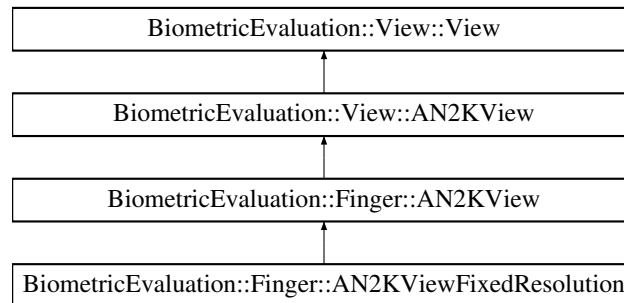 BiometricEvaluation::View::View
BiometricEvaluation::View::AN2KView
BiometricEvaluation::Finger::AN2KView
BiometricEvaluation::Finger::AN2KViewFixedResolution